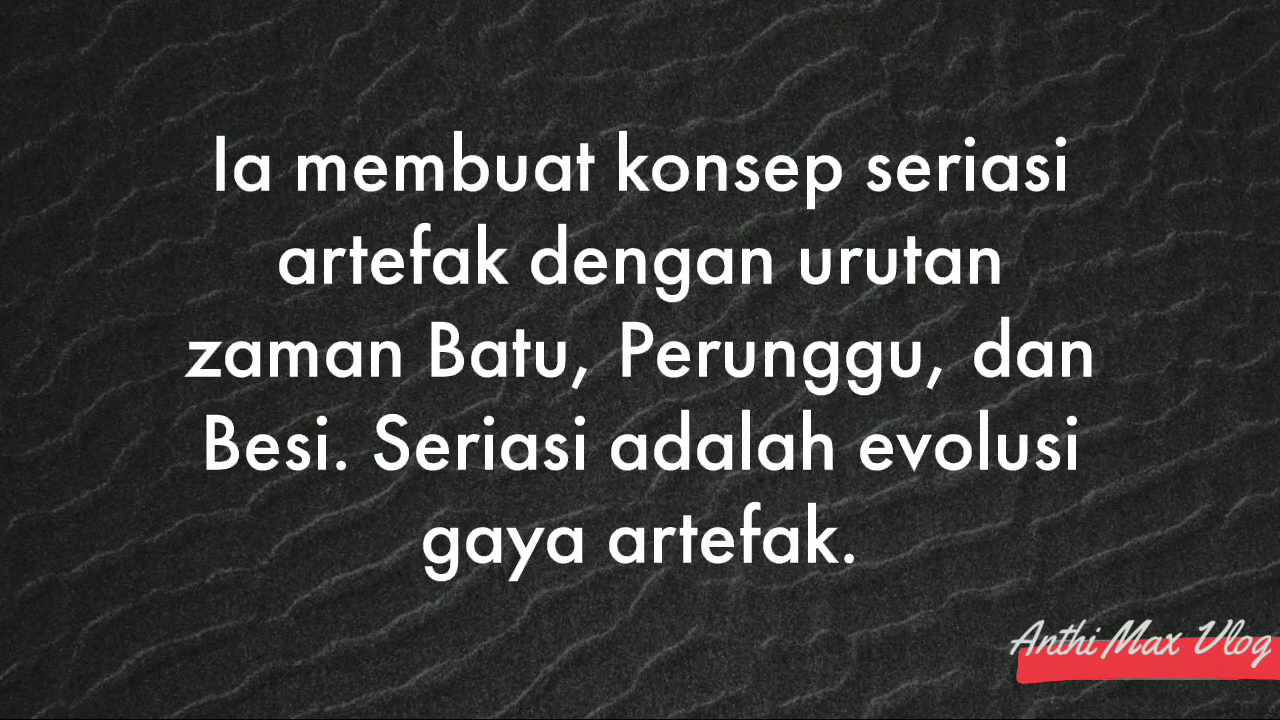 Ia membuat konsep seriasi
artefak dengan urutan
zaman Batu, Perunggu, dan
Besi. Seriasi adalah evolusi
gaya artefak.
Anthi Max Vlog